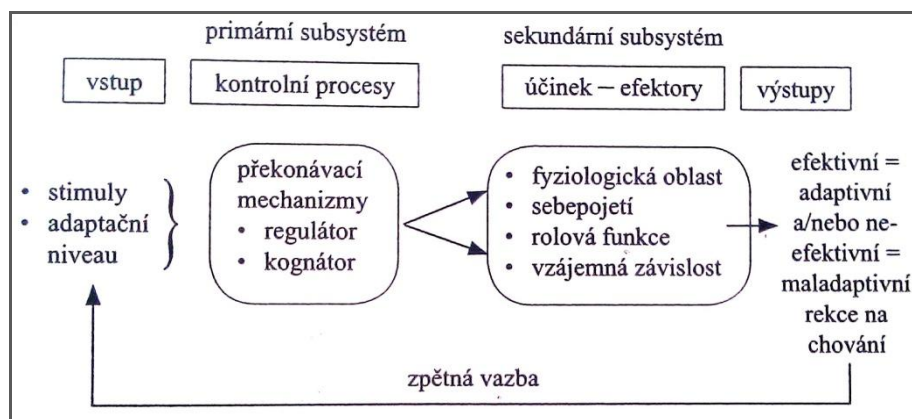 primární subsystém
sekundární subsystém
vstup
kontrolní procesy
účinek – efektory
výstupy
• stimuly
• adaptační
niveau
překonávací
mechanizmy
• regulátor
• kognátor
• fyziologická oblast
• sebepojetí
• rolová funkce
• vzájemná závislost
efektivní =
adaptivní
a/nebo ne-
efektivní =
maladaptivní
rekce na
chování
zpětná vazba